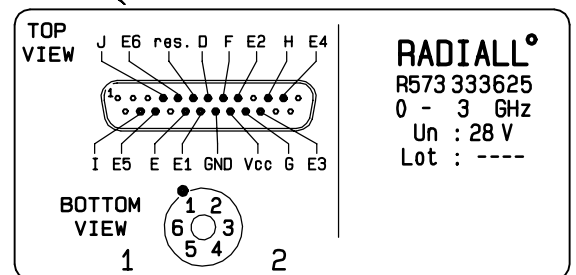 TOP
VIEW
J E6 res. D F E2 H E4
1
I E5 E E1 GND Vcc G E3
BOTTOM
VIEW
1 2
6 3
5 4
1 2
RADIALL°
R573 333625
0 - 3 GHz
Un : 28 V
Lot : ----